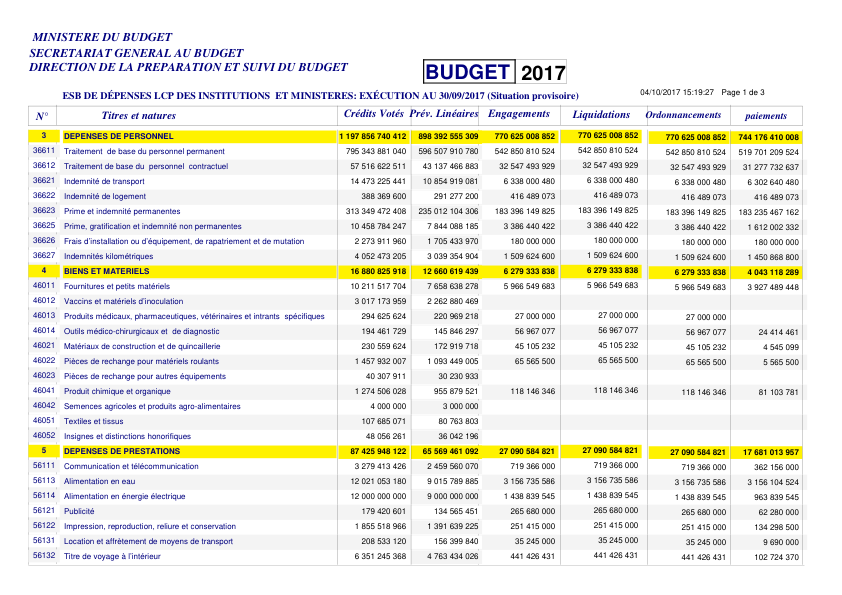 MINISTERE DU BUDGET
SECRETARIAT GENERAL AU BUDGET
DIRECTION DE LA PREPARATION ET SUIVI DU BUDGET
BUDGET 2017
ESB DE DÉPENSES LCP DES INSTITUTIONS ET MINISTERES: EXÉCUTION AU 30/09/2017 (Situation provisoire)
04/10/2017 15:19:27 Page 1 de 3
N° Titres et natures Crédits Votés Prév. Linéaires Engagements Liquidations Ordonnancements paiements
3 DEPENSES DE PERSONNEL 1 197 856 740 412 898 392 555 309 770 625 008 852 770 625 008 852 770 625 008 852 744 176 410 008
36611 Traitement de base du personnel permanent 795 343 881 040 596 507 910 780 542 850 810 524 542 850 810 524 542 850 810 524 519 701 209 524
36612 Traitement de base du personnel contractuel 57 516 622 511 43 137 466 883 32 547 493 929 32 547 493 929 32 547 493 929 31 277 732 637
36621 Indemnité de transport 14 473 225 441 10 854 919 081 6 338 000 480 6 338 000 480 6 338 000 480 6 302 640 480
36622 Indemnité de logement 388 369 600 291 277 200 416 489 073 416 489 073 416 489 073 416 489 073
36623 Prime et indemnité permanentes 313 349 472 408 235 012 104 306 183 396 149 825 183 396 149 825 183 396 149 825 183 235 467 162
36625 Prime, gratification et indemnité non permanentes 10 458 784 247 7 844 088 185 3 386 440 422 3 386 440 422 3 386 440 422 1 612 002 332
36626 Frais d'installation ou d'équipement, de rapatriement et de mutation 2 273 911 960 1 705 433 970 180 000 000 180 000 000 180 000 000 180 000 000
36627 Indemnités kilométriques 4 052 473 205 3 039 354 904 1 509 624 600 1 509 624 600 1 509 624 600 1 450 868 800
4 BIENS ET MATERIELS 16 880 825 918 12 660 619 439 6 279 333 838 6 279 333 838 6 279 333 838 4 043 118 289
46011 Fournitures et petits matériels 10 211 517 704 7 658 638 278 5 966 549 683 5 966 549 683 5 966 549 683 3 927 489 448
46012 Vaccins et matériels d'inoculation 3 017 173 959 2 262 880 469
46013 Produits médicaux, pharmaceutiques, vétérinaires et intrants spécifiques 294 625 624 220 969 218 27 000 000 27 000 000 27 000 000
46014 Outils médico-chirurgicaux et de diagnostic 194 461 729 145 846 297 56 967 077 56 967 077 56 967 077 24 414 461
46021 Matériaux de construction et de quincaillerie 230 559 624 172 919 718 45 105 232 45 105 232 45 105 232 4 545 099
46022 Pièces de rechange pour matériels roulants 1 457 932 007 1 093 449 005 65 565 500 65 565 500 65 565 500 5 565 500
46023 Pièces de rechange pour autres équipements 40 307 911 30 230 933
46041 Produit chimique et organique 1 274 506 028 955 879 521 118 146 346 118 146 346 118 146 346 81 103 781
46042 Semences agricoles et produits agro-alimentaires 4 000 000 3 000 000
46051 Textiles et tissus 107 685 071 80 763 803
46052 Insignes et distinctions honorifiques 48 056 261 36 042 196
5 DEPENSES DE PRESTATIONS 87 425 948 122 65 569 461 092 27 090 584 821 27 090 584 821 27 090 584 821 17 681 013 957
56111 Communication et télécommunication 3 279 413 426 2 459 560 070 719 366 000 719 366 000 719 366 000 362 156 000
56113 Alimentation en eau 12 021 053 180 9 015 789 885 3 156 735 586 3 156 735 586 3 156 735 586 3 156 104 524
56114 Alimentation en énergie électrique 12 000 000 000 9 000 000 000 1 438 839 545 1 438 839 545 1 438 839 545 963 839 545
56121 Publicité 179 420 601 134 565 451 265 680 000 265 680 000 265 680 000 62 280 000
56122 Impression, reproduction, reliure et conservation 1 855 518 966 1 391 639 225 251 415 000 251 415 000 251 415 000 134 298 500
56131 Location et affrètement de moyens de transport 208 533 120 156 399 840 35 245 000 35 245 000 35 245 000 9 690 000
56132 Titre de voyage à l'intérieur 6 351 245 368 4 763 434 026 441 426 431 441 426 431 441 426 431 102 724 370